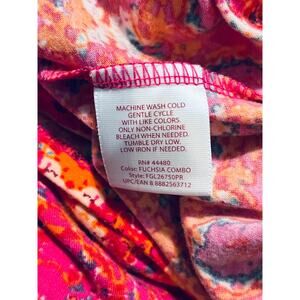 MACHINE WASH COLD
GENTLE CYCLE
WITH LIKE COLORS.
ONLY NON-CHLORINE
BLEACH WHEN NEEDED.
TUMBLE DRY LOW.
LOW IRON IF NEEDED.
RN# 44480
Color: FUCHSIA COMBO
Style: FGL26750PR
UPC/EAN 8 8882563712